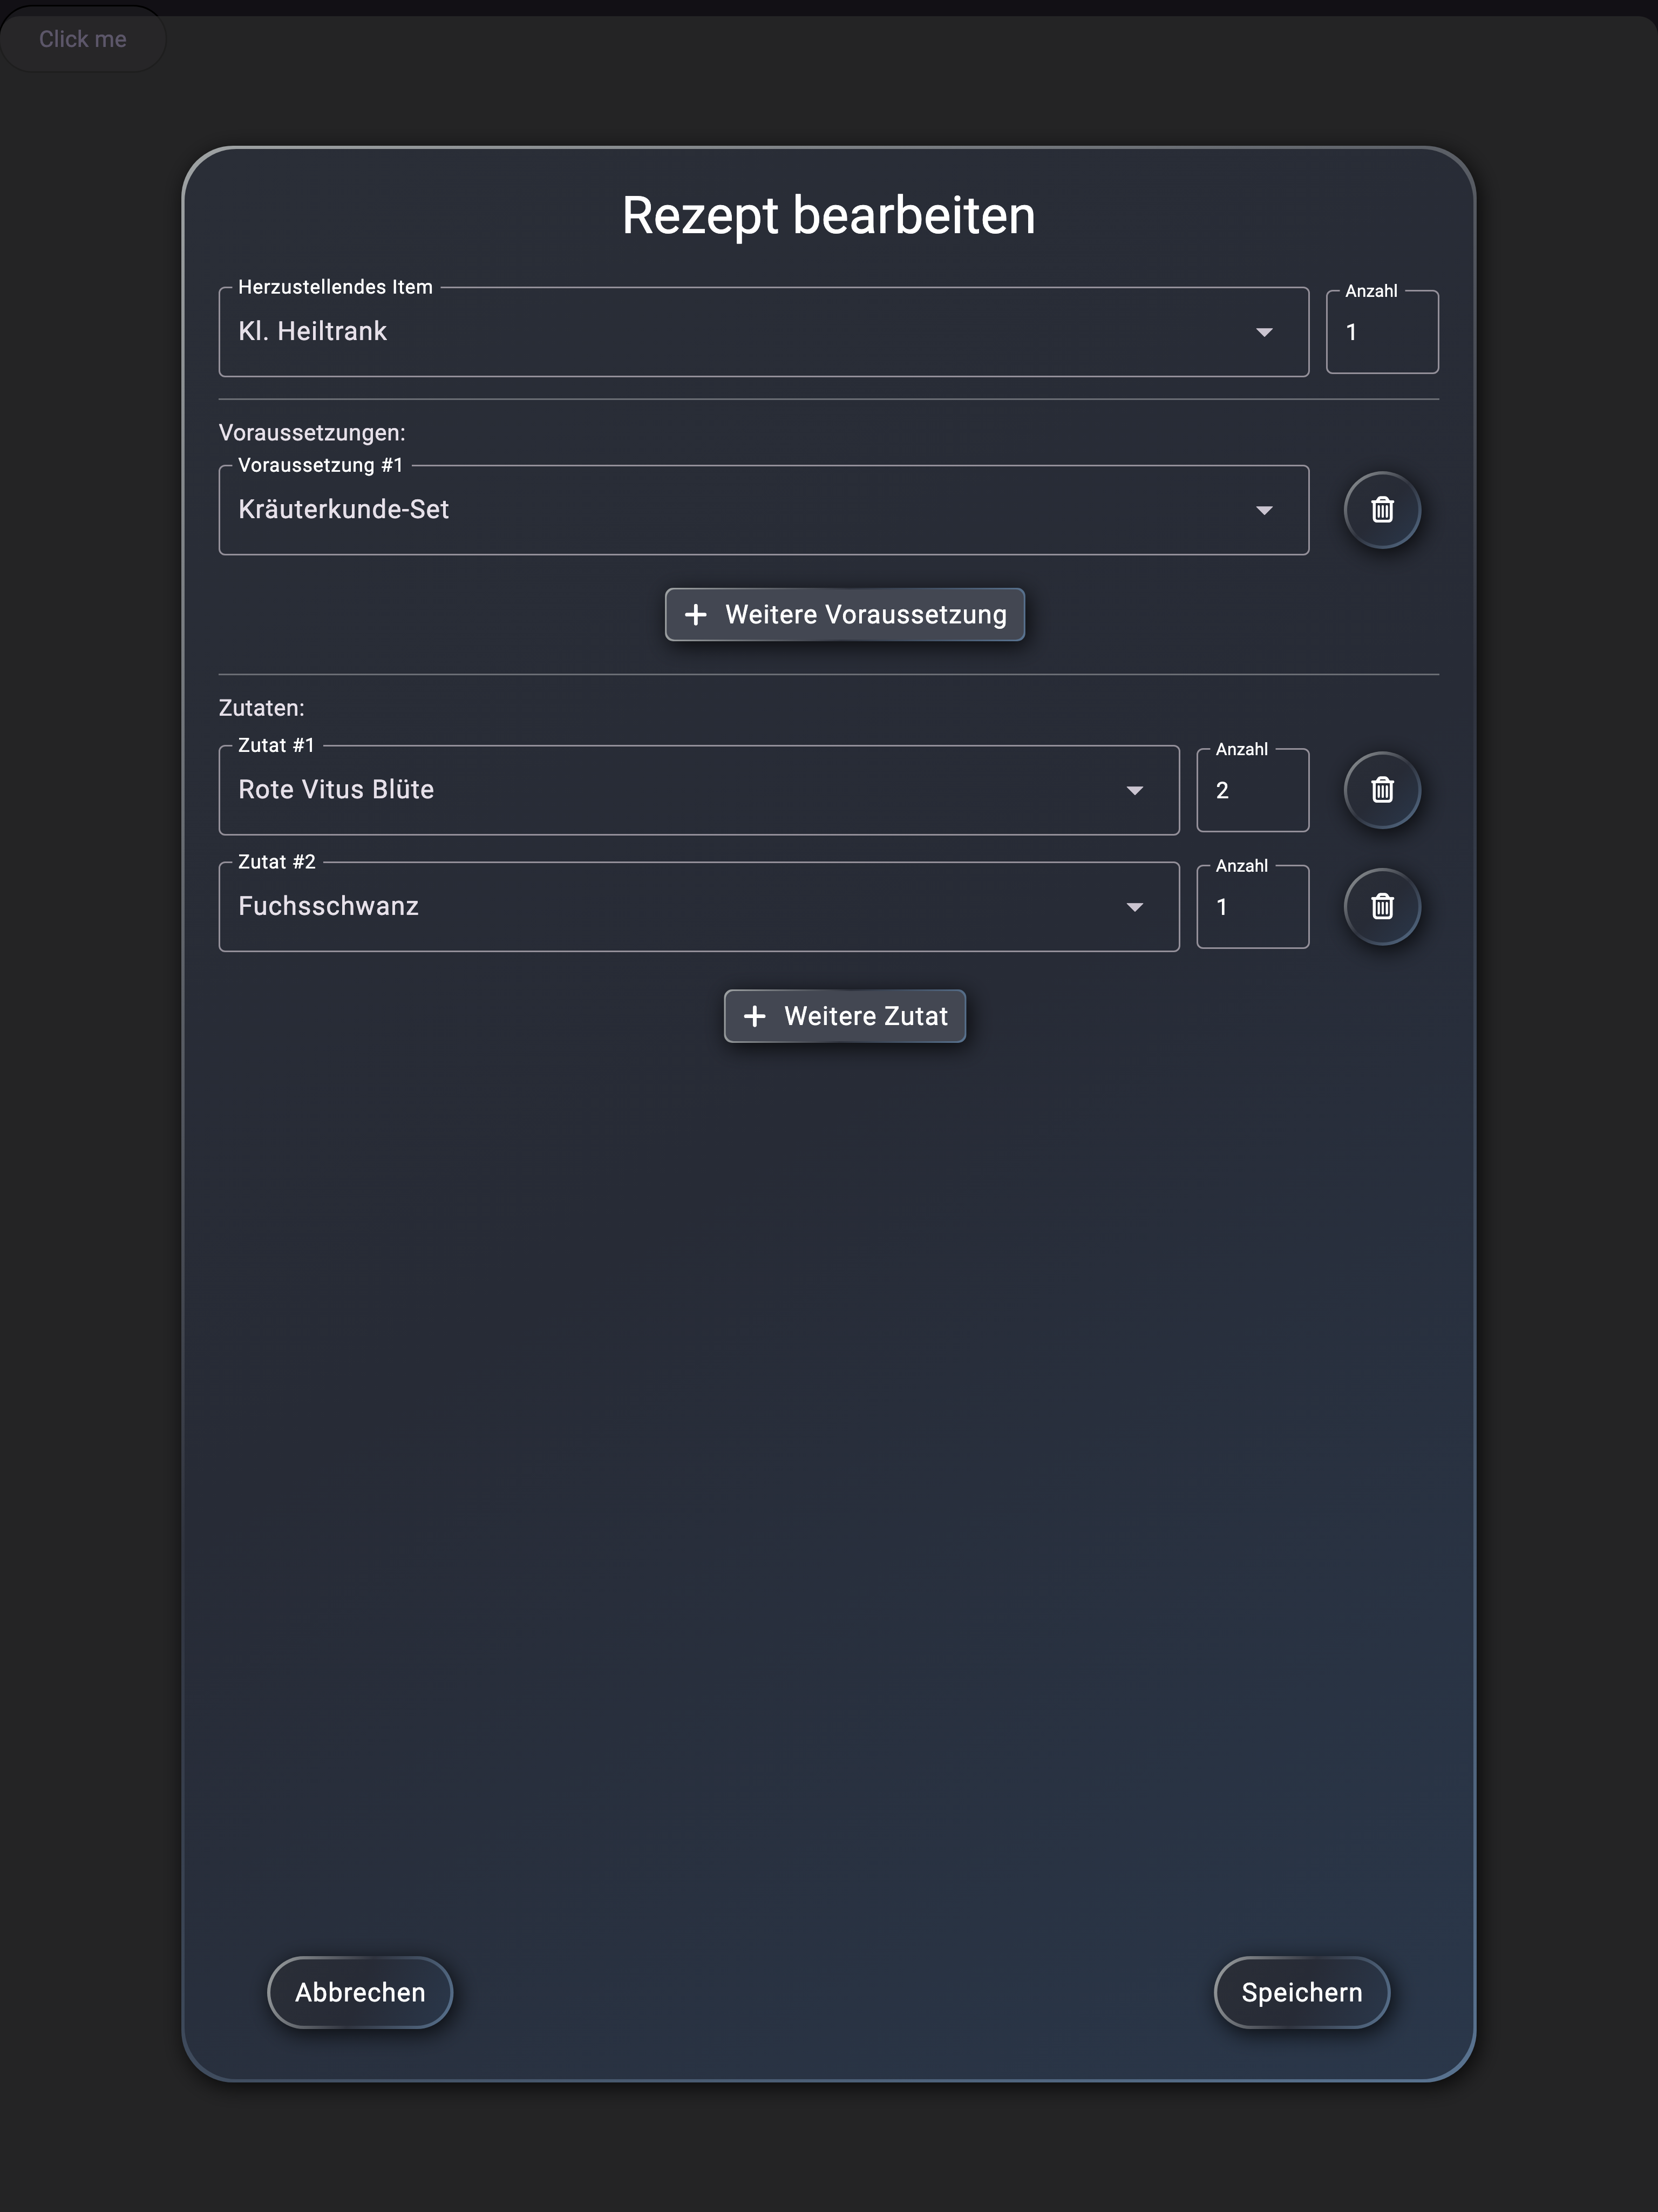 Click me
Rezept bearbeiten
Herzustellendes Item
Anzahl
Kl. Heiltrank
1
Voraussetzungen:
Voraussetzung #1
Kräuterkunde-Set
Weitere Voraussetzung
Zutaten:
Zutat #1
Anzahl
Rote Vitus Blüte
2
Zutat #2
Anzahl
Fuchsschwanz
1
Weitere Zutat
Abbrechen
Speichern